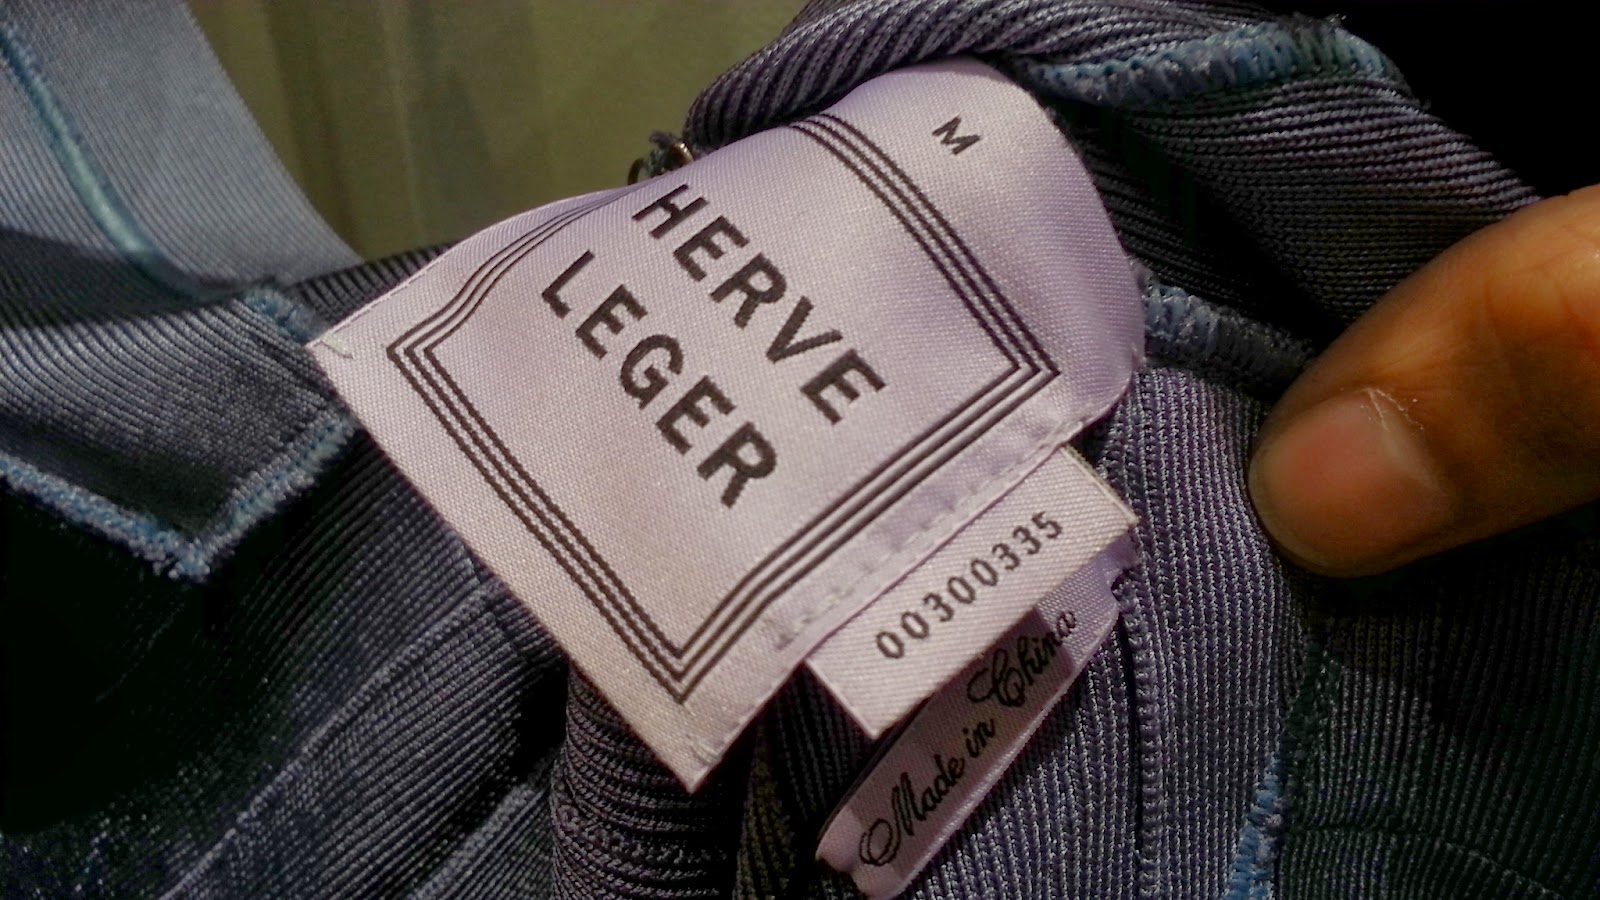 M
HERVE
LEGER
00300335
Made in China